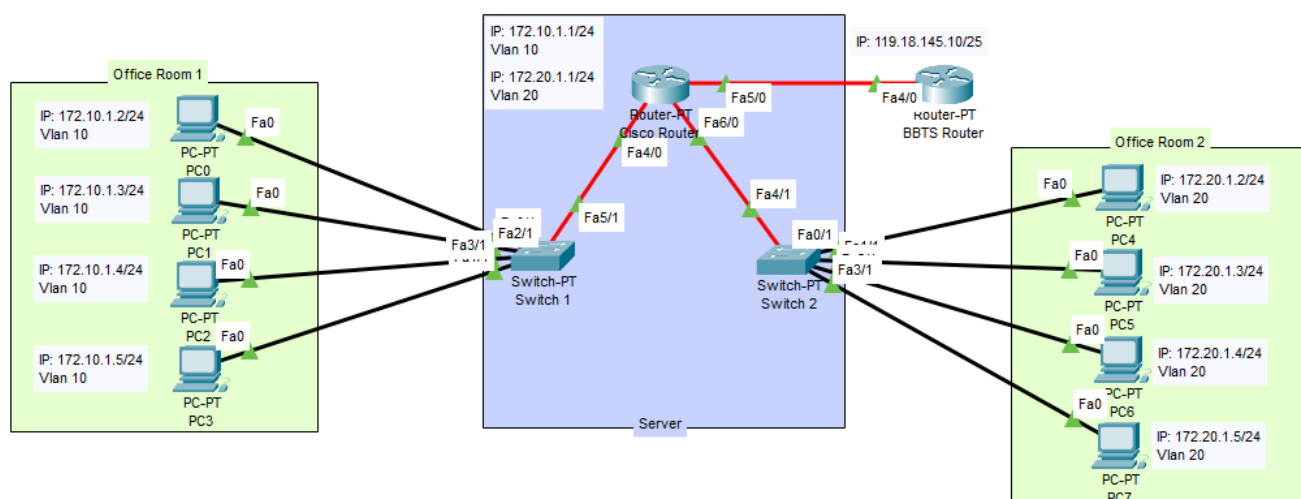 Office Room 1
IP: 172.10.1.2/24
Vlan 10
Fa0
PC-PT
PC0
IP: 172.10.1.3/24
Vlan 10
Fa0
PC-PT
PC1
IP: 172.10.1.4/24
Vlan 10
Fa0
PC-PT
PC2
IP: 172.10.1.5/24
Vlan 10
Fa0
PC-PT
PC3
IP: 172.10.1.1/24
Vlan 10
IP: 172.20.1.1/24
Vlan 20
Router-PT
Cisco Router
Fa5/0
Fa6/0
Fa4/0
IP: 119.18.145.10/25
Fa4/0
Router-PT
BBTS Router
Fa5/1
Fa2/1
Fa3/1
Switch-PT
Switch 1
Fa4/1
Fa0/1
Fa3/1
Switch-PT
Switch 2
Server
Office Room 2
Fa0
IP: 172.20.1.2/24
Vlan 20
PC-PT
PC4
Fa0
IP: 172.20.1.3/24
Vlan 20
PC-PT
PC5
Fa0
IP: 172.20.1.4/24
Vlan 20
PC-PT
PC6
Fa0
IP: 172.20.1.5/24
Vlan 20
PC-PT
PC7